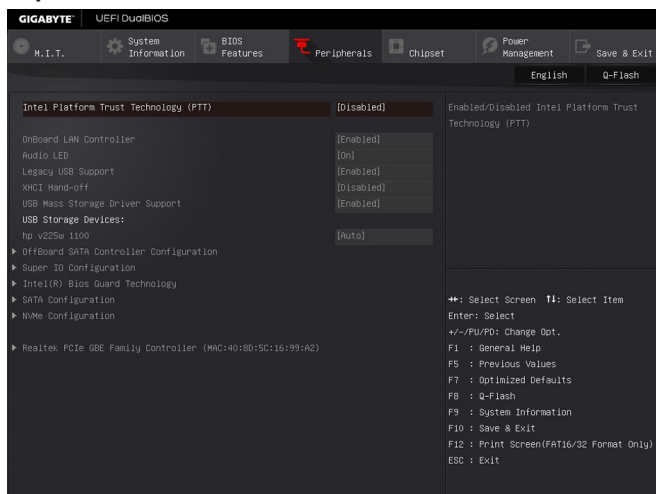 GIGABYTE™ UEFI DualBIOS
M.I.T.
System Information
BIOS Features
Peripherals
Chipset
Power Management
Save & Exit
English Q-Flash
Intel Platform Trust Technology (PTT) [Disabled]
OnBoard LAN Controller [Enabled]
Audio LED [On]
Legacy USB Support [Enabled]
XHCI Hand-off [Disabled]
USB Mass Storage Driver Support [Enabled]
USB Storage Devices:
hp v225w 1100 [Auto]
OffBoard SATA Controller Configuration
Super IO Configuration
Intel(R) Bios Guard Technology
SATA Configuration
NVMe Configuration
Realtek PCIe GBE Family Controller (MAC:40:8D:5C:16:99:A2)
Enabled/Disabled Intel Platform Trust
Technology (PTT)
→←: Select Screen ↑↓: Select Item
Enter: Select
+/-/PU/PD: Change Opt.
F1 : General Help
F5 : Previous Values
F7 : Optimized Defaults
F8 : Q-Flash
F9 : System Information
F10 : Save & Exit
F12 : Print Screen(FAT16/32 Format Only)
ESC : Exit